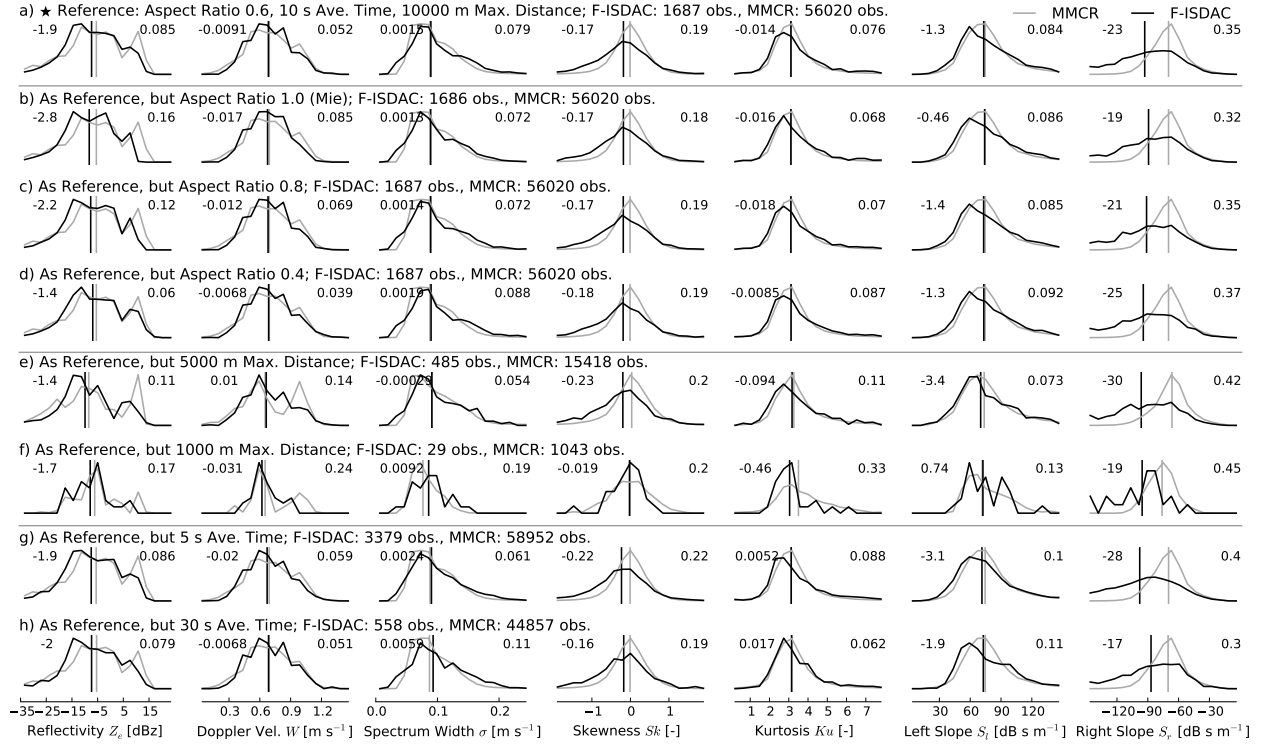 a) ★ Reference: Aspect Ratio 0.6, 10 s Ave. Time, 10000 m Max. Distance; F-ISDAC: 1687 obs., MMCR: 56020 obs.
MMCR F-ISDAC
-1.9 0.085 -0.0091 0.052 0.0015 0.079 -0.17 0.19 -0.014 0.076 -1.3 0.084 -23 0.35
b) As Reference, but Aspect Ratio 1.0 (Mie); F-ISDAC: 1686 obs., MMCR: 56020 obs.
-2.8 0.16 -0.017 0.085 0.0013 0.072 -0.17 0.18 -0.016 0.068 -0.46 0.086 -19 0.32
c) As Reference, but Aspect Ratio 0.8; F-ISDAC: 1687 obs., MMCR: 56020 obs.
-2.2 0.12 -0.012 0.069 0.0014 0.072 -0.17 0.19 -0.018 0.07 -1.4 0.085 -21 0.35
d) As Reference, but Aspect Ratio 0.4; F-ISDAC: 1687 obs., MMCR: 56020 obs.
-1.4 0.06 -0.0068 0.039 0.0019 0.088 -0.18 0.19 -0.0085 0.087 -1.3 0.092 -25 0.37
e) As Reference, but 5000 m Max. Distance; F-ISDAC: 485 obs., MMCR: 15418 obs.
-1.4 0.11 0.01 0.14 0.054 -0.23 0.2 -0.094 0.11 -3.4 0.073 -30 0.42
f) As Reference, but 1000 m Max. Distance; F-ISDAC: 29 obs., MMCR: 1043 obs.
-1.7 0.17 -0.031 0.24 0.0092 0.19 -0.019 0.2 -0.46 0.33 0.74 0.13 -19 0.45
g) As Reference, but 5 s Ave. Time; F-ISDAC: 3379 obs., MMCR: 58952 obs.
-1.9 0.086 -0.02 0.059 0.0024 0.061 -0.22 0.22 0.0052 0.088 -3.1 0.1 -28 0.4
h) As Reference, but 30 s Ave. Time; F-ISDAC: 558 obs., MMCR: 44857 obs.
-2 0.079 -0.0068 0.051 0.0059 0.11 -0.16 0.19 0.017 0.062 -1.9 0.11 -17 0.3
−35−25−15 −5 5 15 0.3 0.6 0.9 1.2 0.0 0.1 0.2 −1 0 1 1 2 3 4 5 6 7 30 60 90 120 −120 −90 −60 −30
Reflectivity Zₑ [dBz] Doppler Vel. W [m s⁻¹] Spectrum Width σ [m s⁻¹] Skewness Sk [-] Kurtosis Ku [-] Left Slope Sₗ [dB s m⁻¹] Right Slope Sᵣ [dB s m⁻¹]